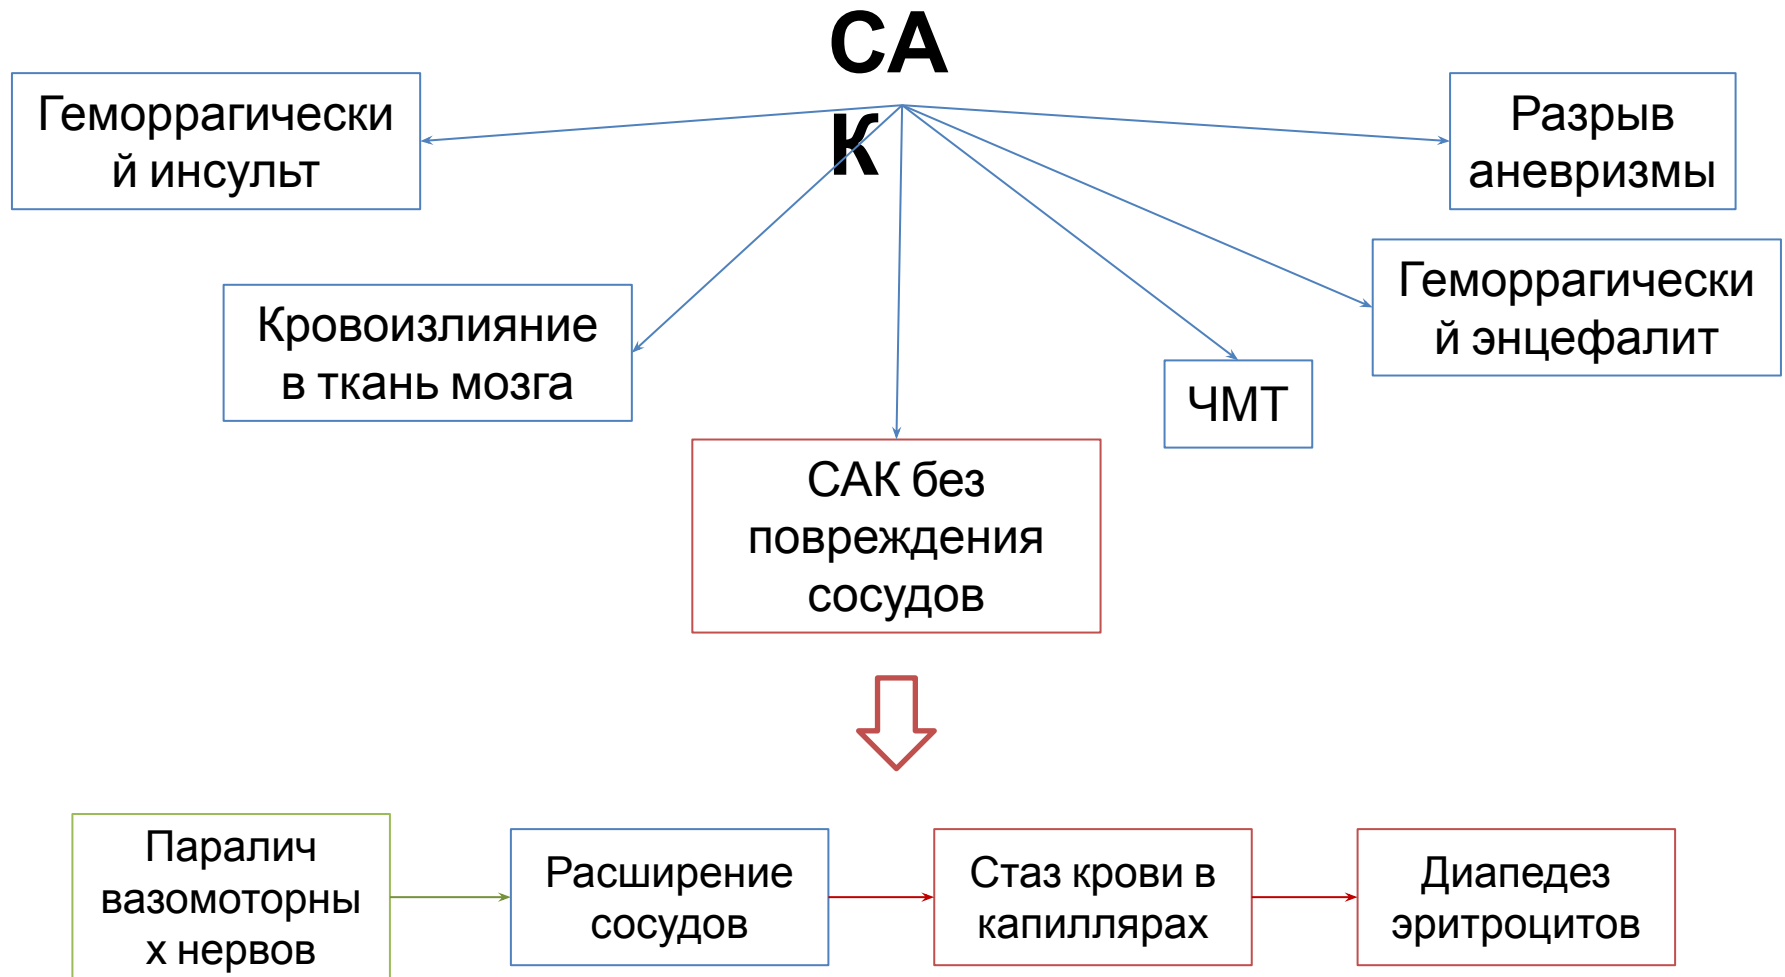 СА
К
Геморрагически
й инсульт
Разрыв
аневризмы
Геморрагически
й энцефалит
Кровоизлияние
в ткань мозга
ЧМТ
САК без
повреждения
сосудов
Паралич
вазомоторны
х нервов
Расширение
сосудов
Стаз крови в
капиллярах
Диапедез
эритроцитов